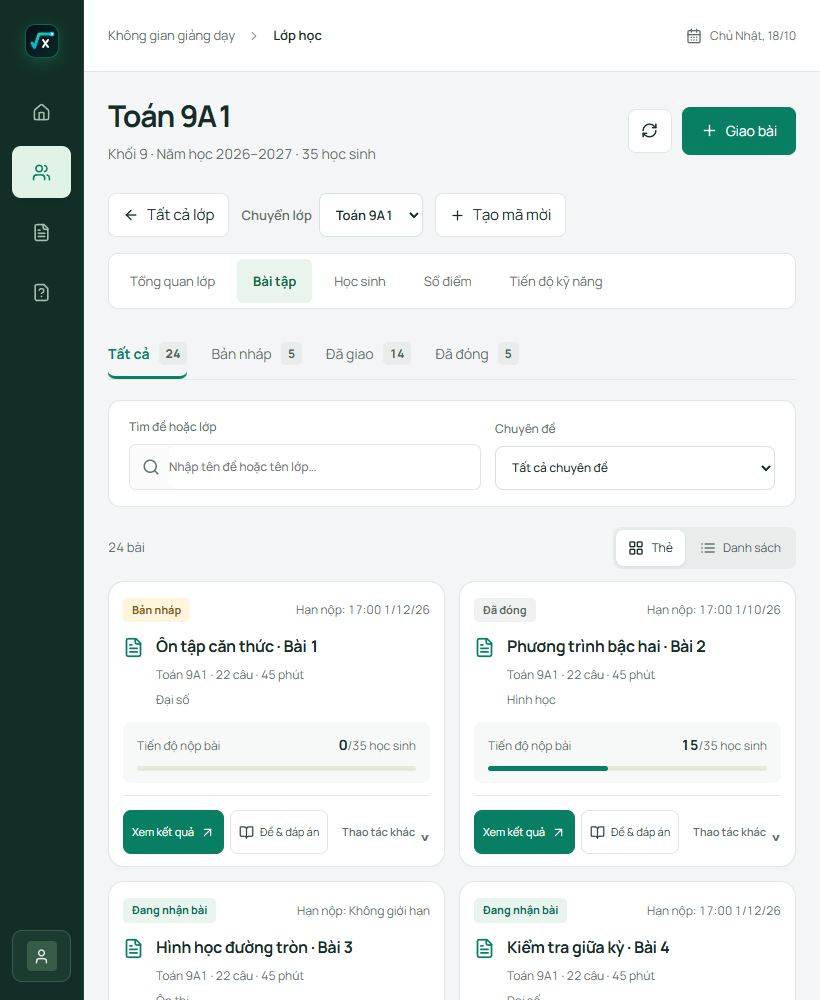 √x
Không gian giảng dạy > Lớp học
Chủ Nhật, 18/10
Toán 9A1
Khối 9 · Năm học 2026–2027 · 35 học sinh
+ Giao bài
← Tất cả lớp
Chuyển lớp
Toán 9A1
+ Tạo mã mời
Tổng quan lớp
Bài tập
Học sinh
Sổ điểm
Tiến độ kỹ năng
Tất cả 24
Bản nháp 5
Đã giao 14
Đã đóng 5
Tìm đề hoặc lớp
Nhập tên đề hoặc tên lớp...
Chuyên đề
Tất cả chuyên đề
24 bài
Thẻ
Danh sách
Bản nháp
Hạn nộp: 17:00 1/12/26
Ôn tập căn thức · Bài 1
Toán 9A1 · 22 câu · 45 phút
Đại số
Tiến độ nộp bài
0/35 học sinh
Xem kết quả
Đề & đáp án
Thao tác khác v
Đã đóng
Hạn nộp: 17:00 1/10/26
Phương trình bậc hai · Bài 2
Toán 9A1 · 22 câu · 45 phút
Hình học
Tiến độ nộp bài
15/35 học sinh
Xem kết quả
Đề & đáp án
Thao tác khác v
Đang nhận bài
Hạn nộp: Không giới hạn
Hình học đường tròn · Bài 3
Toán 9A1 · 22 câu · 45 phút
Ôn thi
Đang nhận bài
Hạn nộp: 17:00 1/12/26
Kiểm tra giữa kỳ · Bài 4
Toán 9A1 · 22 câu · 45 phút
Đại số